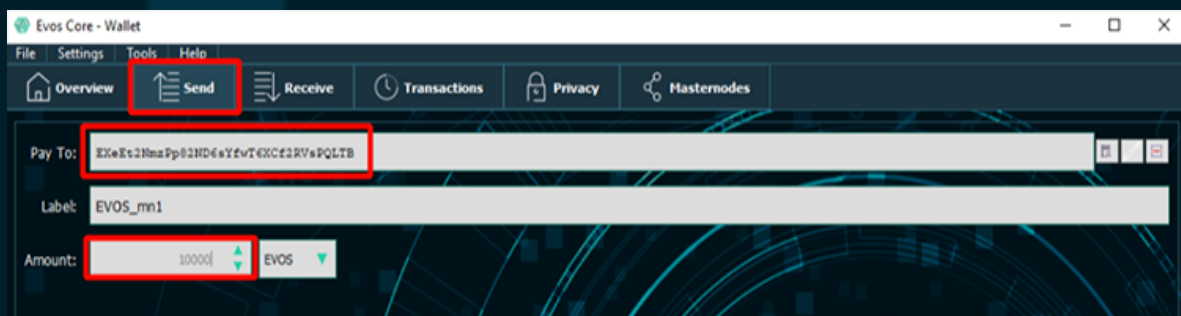 Evos Core - Wallet
File Settings Tools Help
Overview Send Receive Transactions Privacy Masternodes
Pay To: EXeEt2NmzPp82ND6sYfwT6XCf2RVsPQLTB
Label: EVOS_mn1
Amount: 10000 EVOS